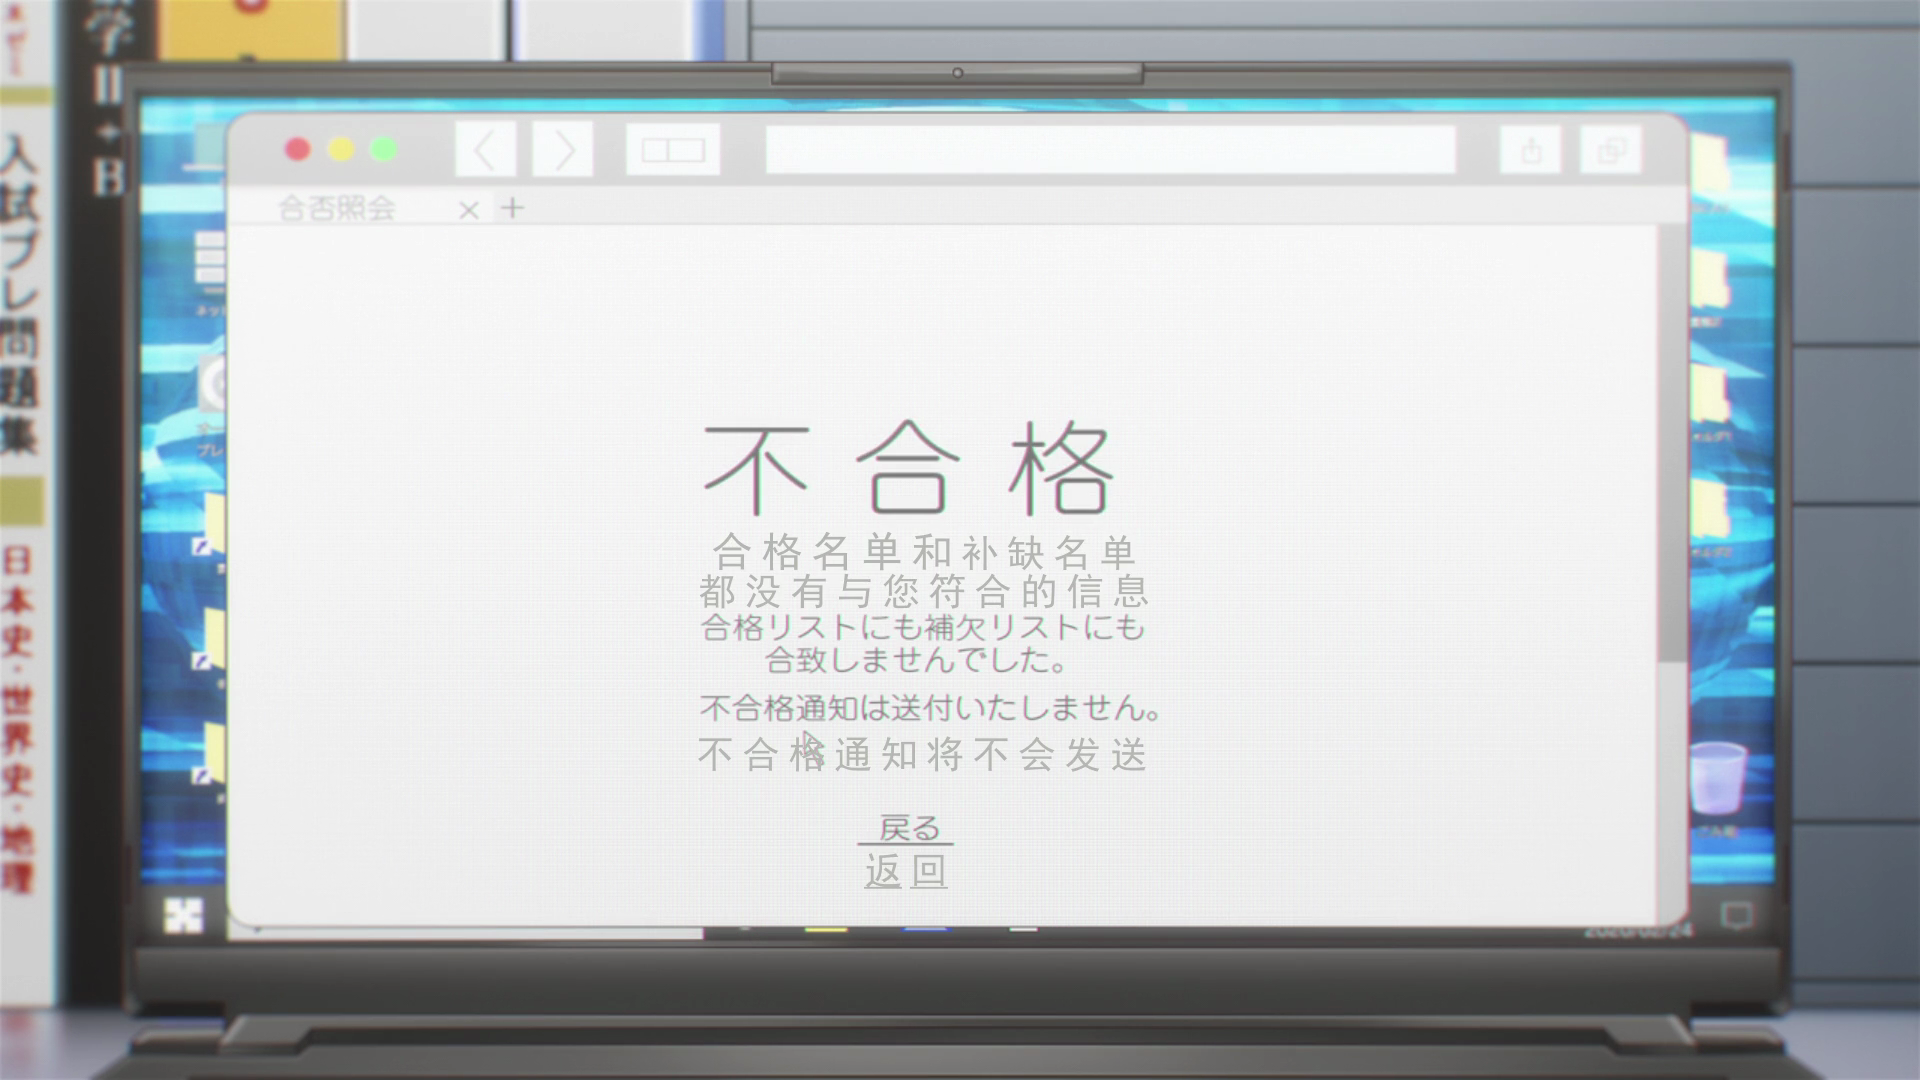 学
II
・
B
入試プレ問題集
日本史・世界史・地理
合否照会
不合格
合格名单和补缺名单
都没有与您符合的信息
合格リストにも補欠リストにも
合致しませんでした。
不合格通知は送付いたしません。
不合格通知将不会发送
戻る
返回